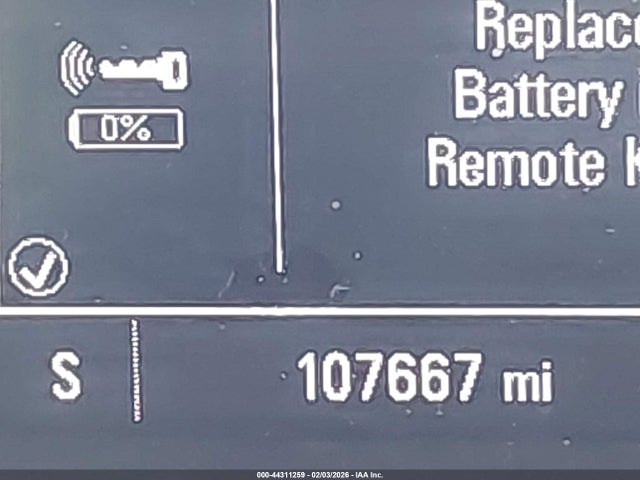 Replac
Battery
Remote K
0%
S
107667 mi
000-44311259 - 02/03/2026 - IAA Inc.